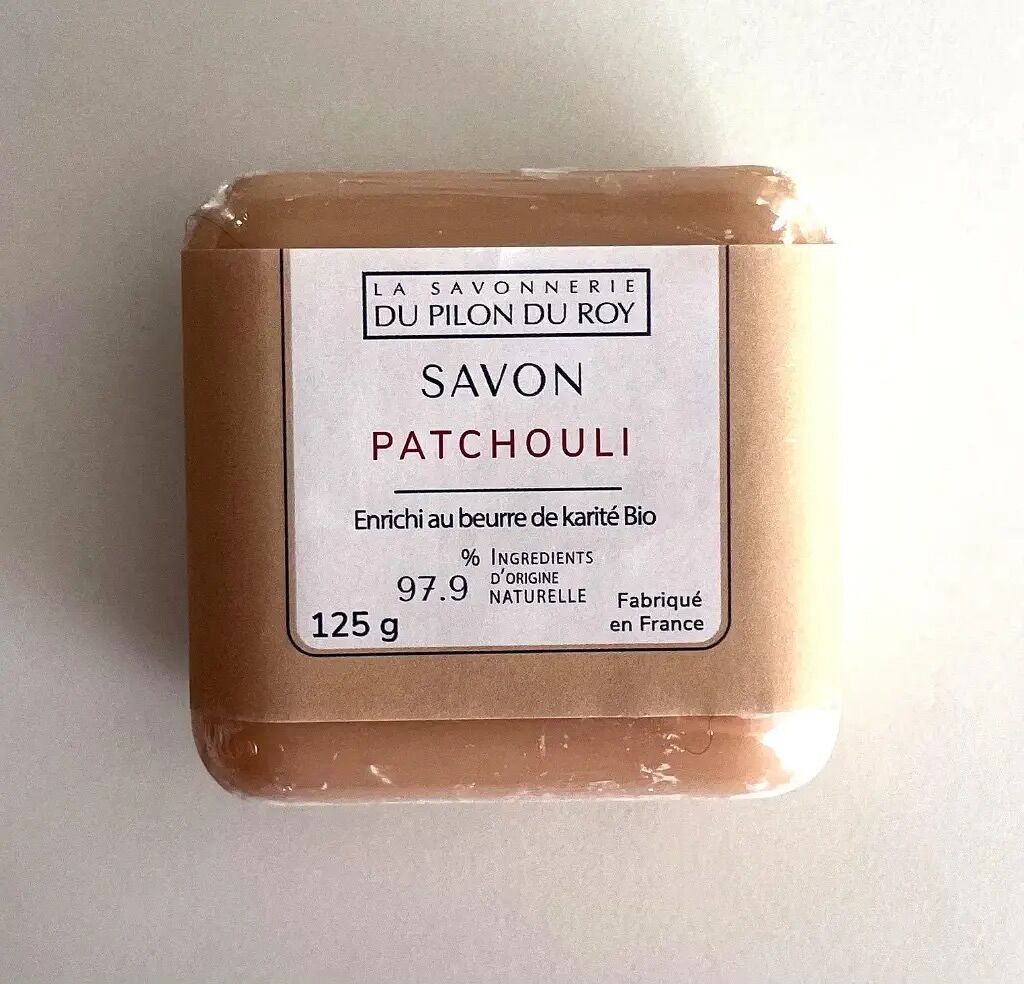 LA SAVONNERIE
DU PILON DU ROY
SAVON
PATCHOULI
Enrichi au beurre de karité Bio
97.9 % INGREDIENTS
D'ORIGINE
NATURELLE
125 g
Fabriqué
en France